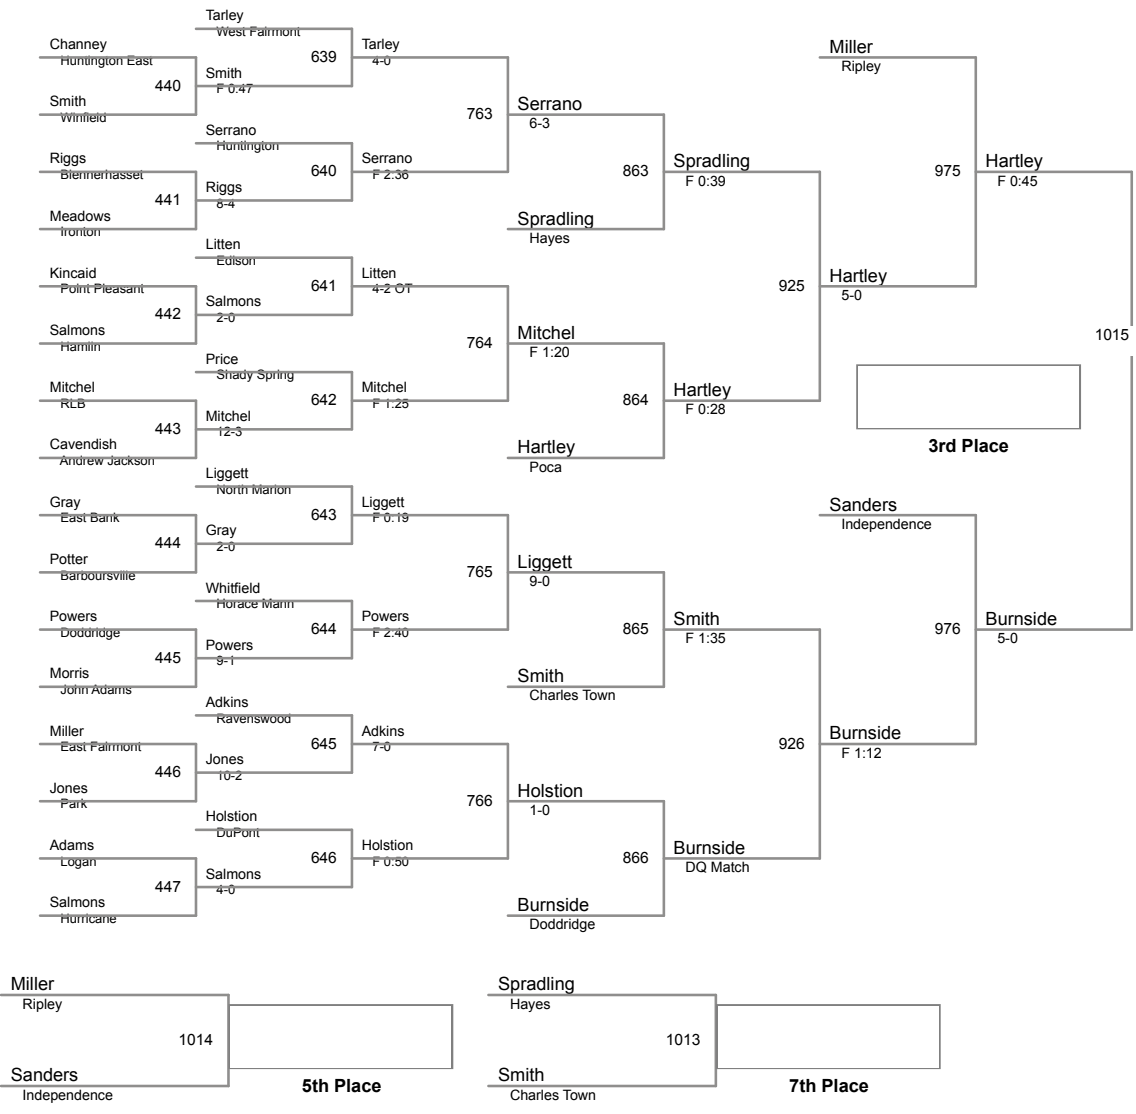 Tarley
West Fairmont
Channey
Huntington East
639
Tarley
4-0
440
Smith
F 0:47
Smith
Winfield
763
Serrano
6-3
Serrano
Huntington
Riggs
Blennerhasset
640
Serrano
F 2:36
441
Riggs
8-4
Meadows
Ironton
863
Spradling
F 0:39
Spradling
Hayes
Litten
Edison
Kincaid
Point Pleasant
641
Litten
4-2 OT
442
Salmons
2-0
Salmons
Hamlin
764
Mitchel
F 1:20
Price
Shady Spring
Mitchel
RLB
642
Mitchel
F 1:25
443
Mitchel
12-3
Cavendish
Andrew Jackson
864
Hartley
F 0:28
Hartley
Poca
925
Hartley
5-0
Miller
Ripley
975
Hartley
F 0:45
1015
3rd Place
Liggett
North Marion
Gray
East Bank
643
Liggett
F 0:19
444
Gray
2-0
Potter
Barboursville
765
Liggett
9-0
Whitfield
Horace Mann
Powers
Doddridge
644
Powers
F 2:40
445
Powers
9-1
Morris
John Adams
865
Smith
F 1:35
Smith
Charles Town
Adkins
Ravenswood
Miller
East Fairmont
645
Adkins
7-0
446
Jones
10-2
Jones
Park
766
Holstion
1-0
Holstion
DuPont
Adams
Logan
646
Holstion
F 0:50
447
Salmons
4-0
Salmons
Hurricane
866
Burnside
DQ Match
Burnside
Doddridge
926
Burnside
F 1:12
Sanders
Independence
976
Burnside
5-0
Miller
Ripley
1014
Sanders
Independence
5th Place
Spradling
Hayes
1013
Smith
Charles Town
7th Place